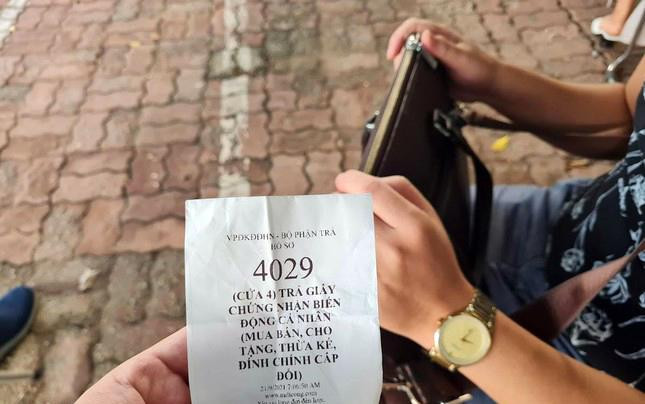 VPĐKĐĐHN - BỘ PHẬN TRẢ
HỒ SƠ
4029
(CỬA 4) TRẢ GIẤY
CHỨNG NHẬN BIẾN
ĐỘNG CÁ NHÂN
(MUA BÁN, CHO
TẶNG, THỪA KẾ,
ĐÍNH CHÍNH CẤP
ĐỔI)
21/9/2021 7:06:50 AM